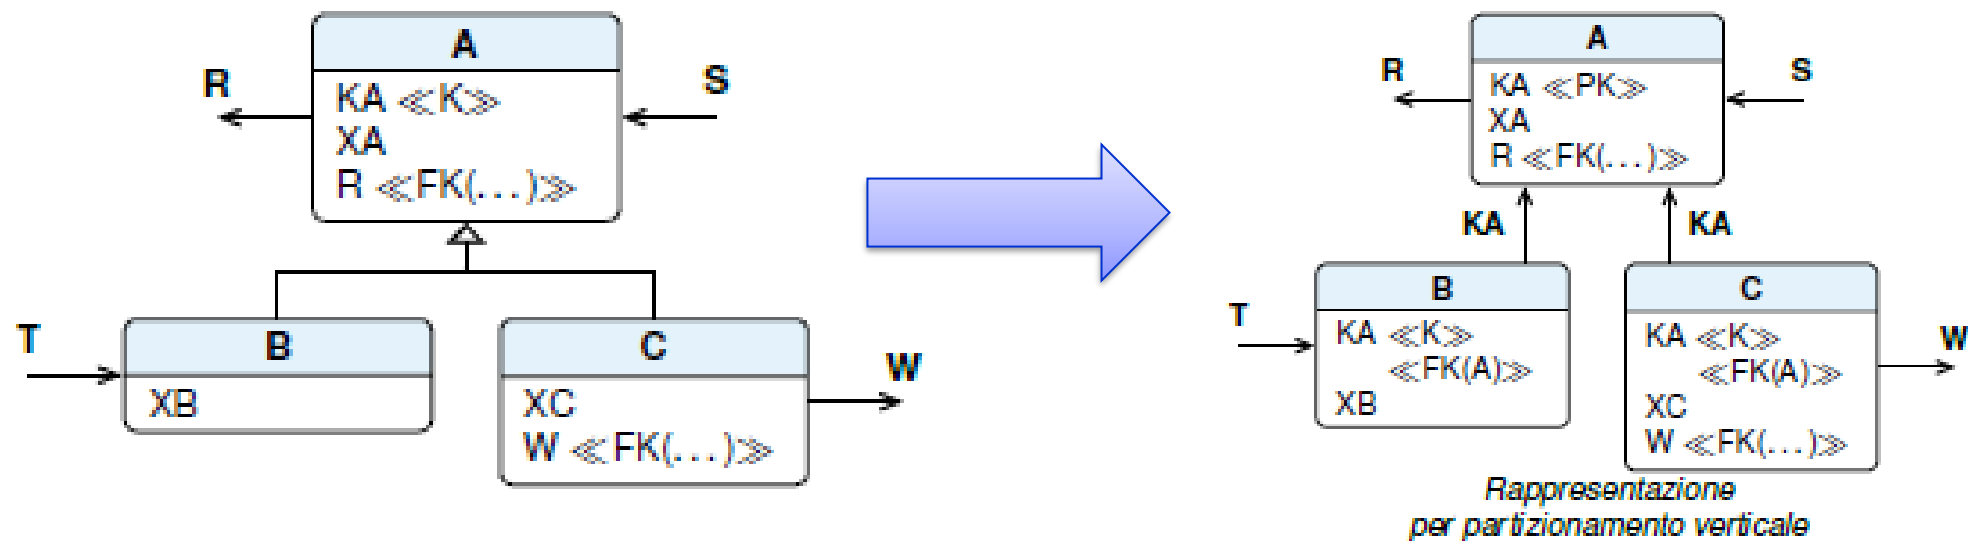 A
R
KA ≪K≫
S
XA
R ≪FK(...)≫
T
B
XB
C
XC
W ≪FK(...)≫
W
A
R
KA ≪PK≫
S
XA
R ≪FK(...)≫
KA
KA
T
B
KA ≪K≫
≪FK(A)≫
XB
C
KA ≪K≫
≪FK(A)≫
XC
W ≪FK(...)≫
W
Rappresentazione
per partizionamento verticale